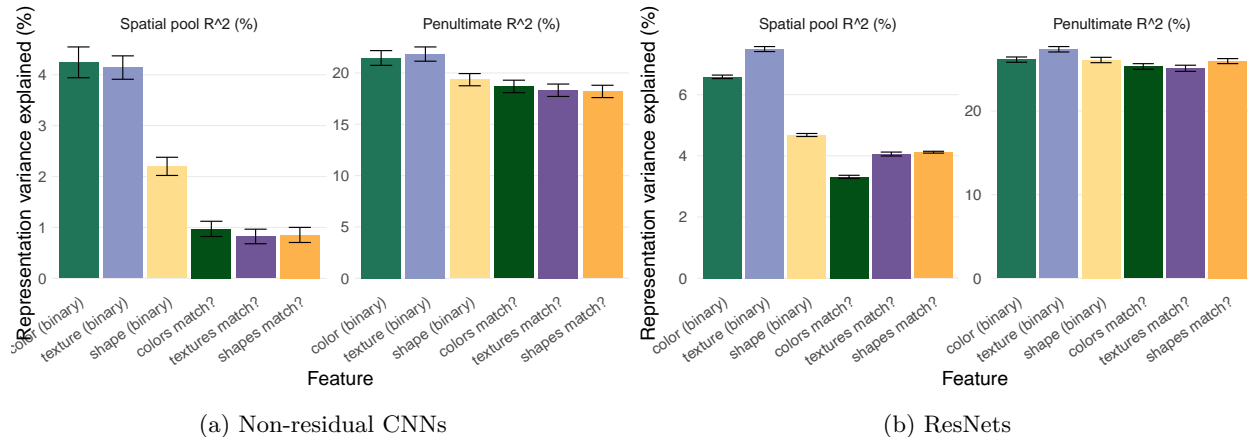 Spatial pool R^2 (%)
Penultimate R^2 (%)
Representation variance explained (%)
4
3
2
1
0
20
15
10
5
0
color (binary)
texture (binary)
shape (binary)
colors match?
textures match?
shapes match?
color (binary)
texture (binary)
shape (binary)
colors match?
textures match?
shapes match?
Feature
(a) Non-residual CNNs
Spatial pool R^2 (%)
Penultimate R^2 (%)
Representation variance explained (%)
6
4
2
0
20
10
0
color (binary)
texture (binary)
shape (binary)
colors match?
textures match?
shapes match?
color (binary)
texture (binary)
shape (binary)
colors match?
textures match?
shapes match?
Feature
(b) ResNets